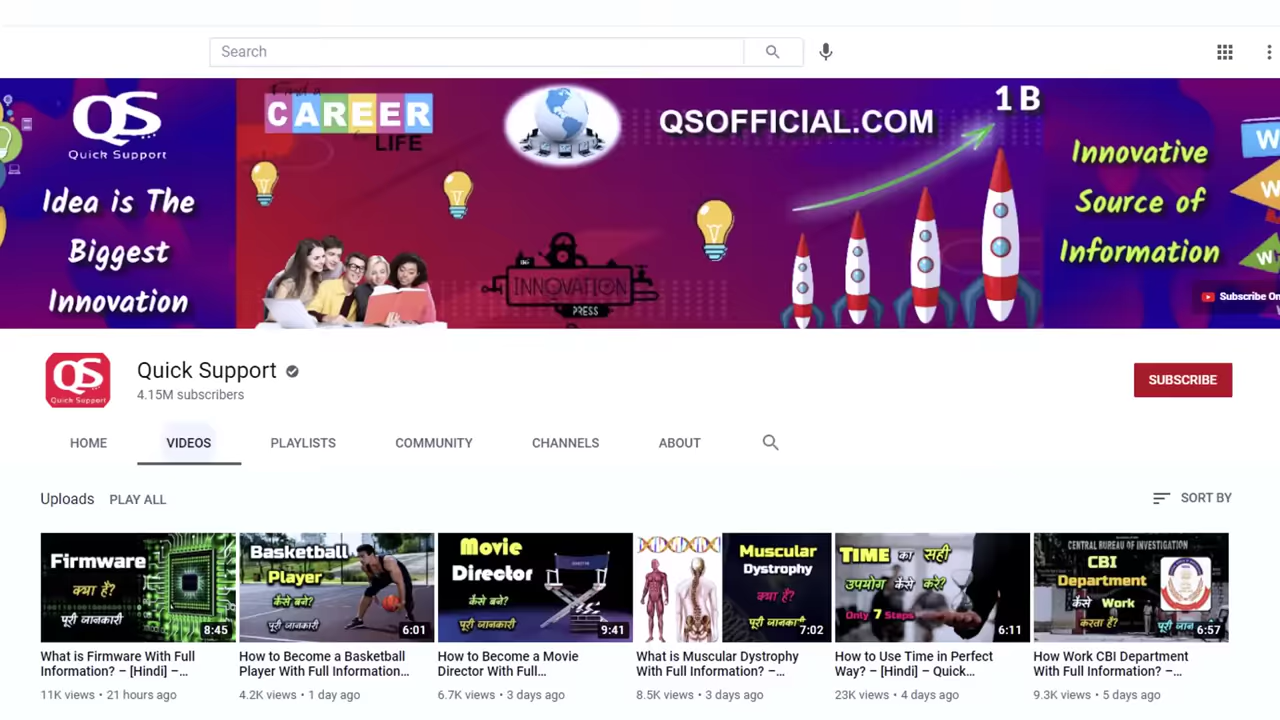 Search
QS
Quick Support
Idea is The
Biggest
Innovation
Find a
CAREER
LIFE
INNOVATION
PRESS
QSOFFICIAL.COM
1 B
Innovative
Source of
Information
Subscribe On
QS
Quick Support
Quick Support
4.15M subscribers
SUBSCRIBE
HOME VIDEOS PLAYLISTS COMMUNITY CHANNELS ABOUT
Uploads PLAY ALL SORT BY
Firmware
क्या हैं?
पूरी जानकारी
8:45
Basketball
Player
कैसे बने?
पूरी जानकारी
6:01
Movie
Director
कैसे बने?
पूरी जानकारी
DIRECTOR
9:41
Muscular
Dystrophy
क्या हैं?
पूरी जानकारी
7:02
TIME का सही
उपयोग कैसे करें?
Only 7 Steps
6:11
CENTRAL BUREAU OF INVESTIGATION
CBI
Department
कैसे Work
करता हैं?
6:57
What is Firmware With Full
Information? – [Hindi] –...
11K views • 21 hours ago
How to Become a Basketball
Player With Full Information...
4.2K views • 1 day ago
How to Become a Movie
Director With Full...
6.7K views • 3 days ago
What is Muscular Dystrophy
With Full Information? –...
8.5K views • 3 days ago
How to Use Time in Perfect
Way? – [Hindi] – Quick...
23K views • 4 days ago
How Work CBI Department
With Full Information? –...
9.3K views • 5 days ago